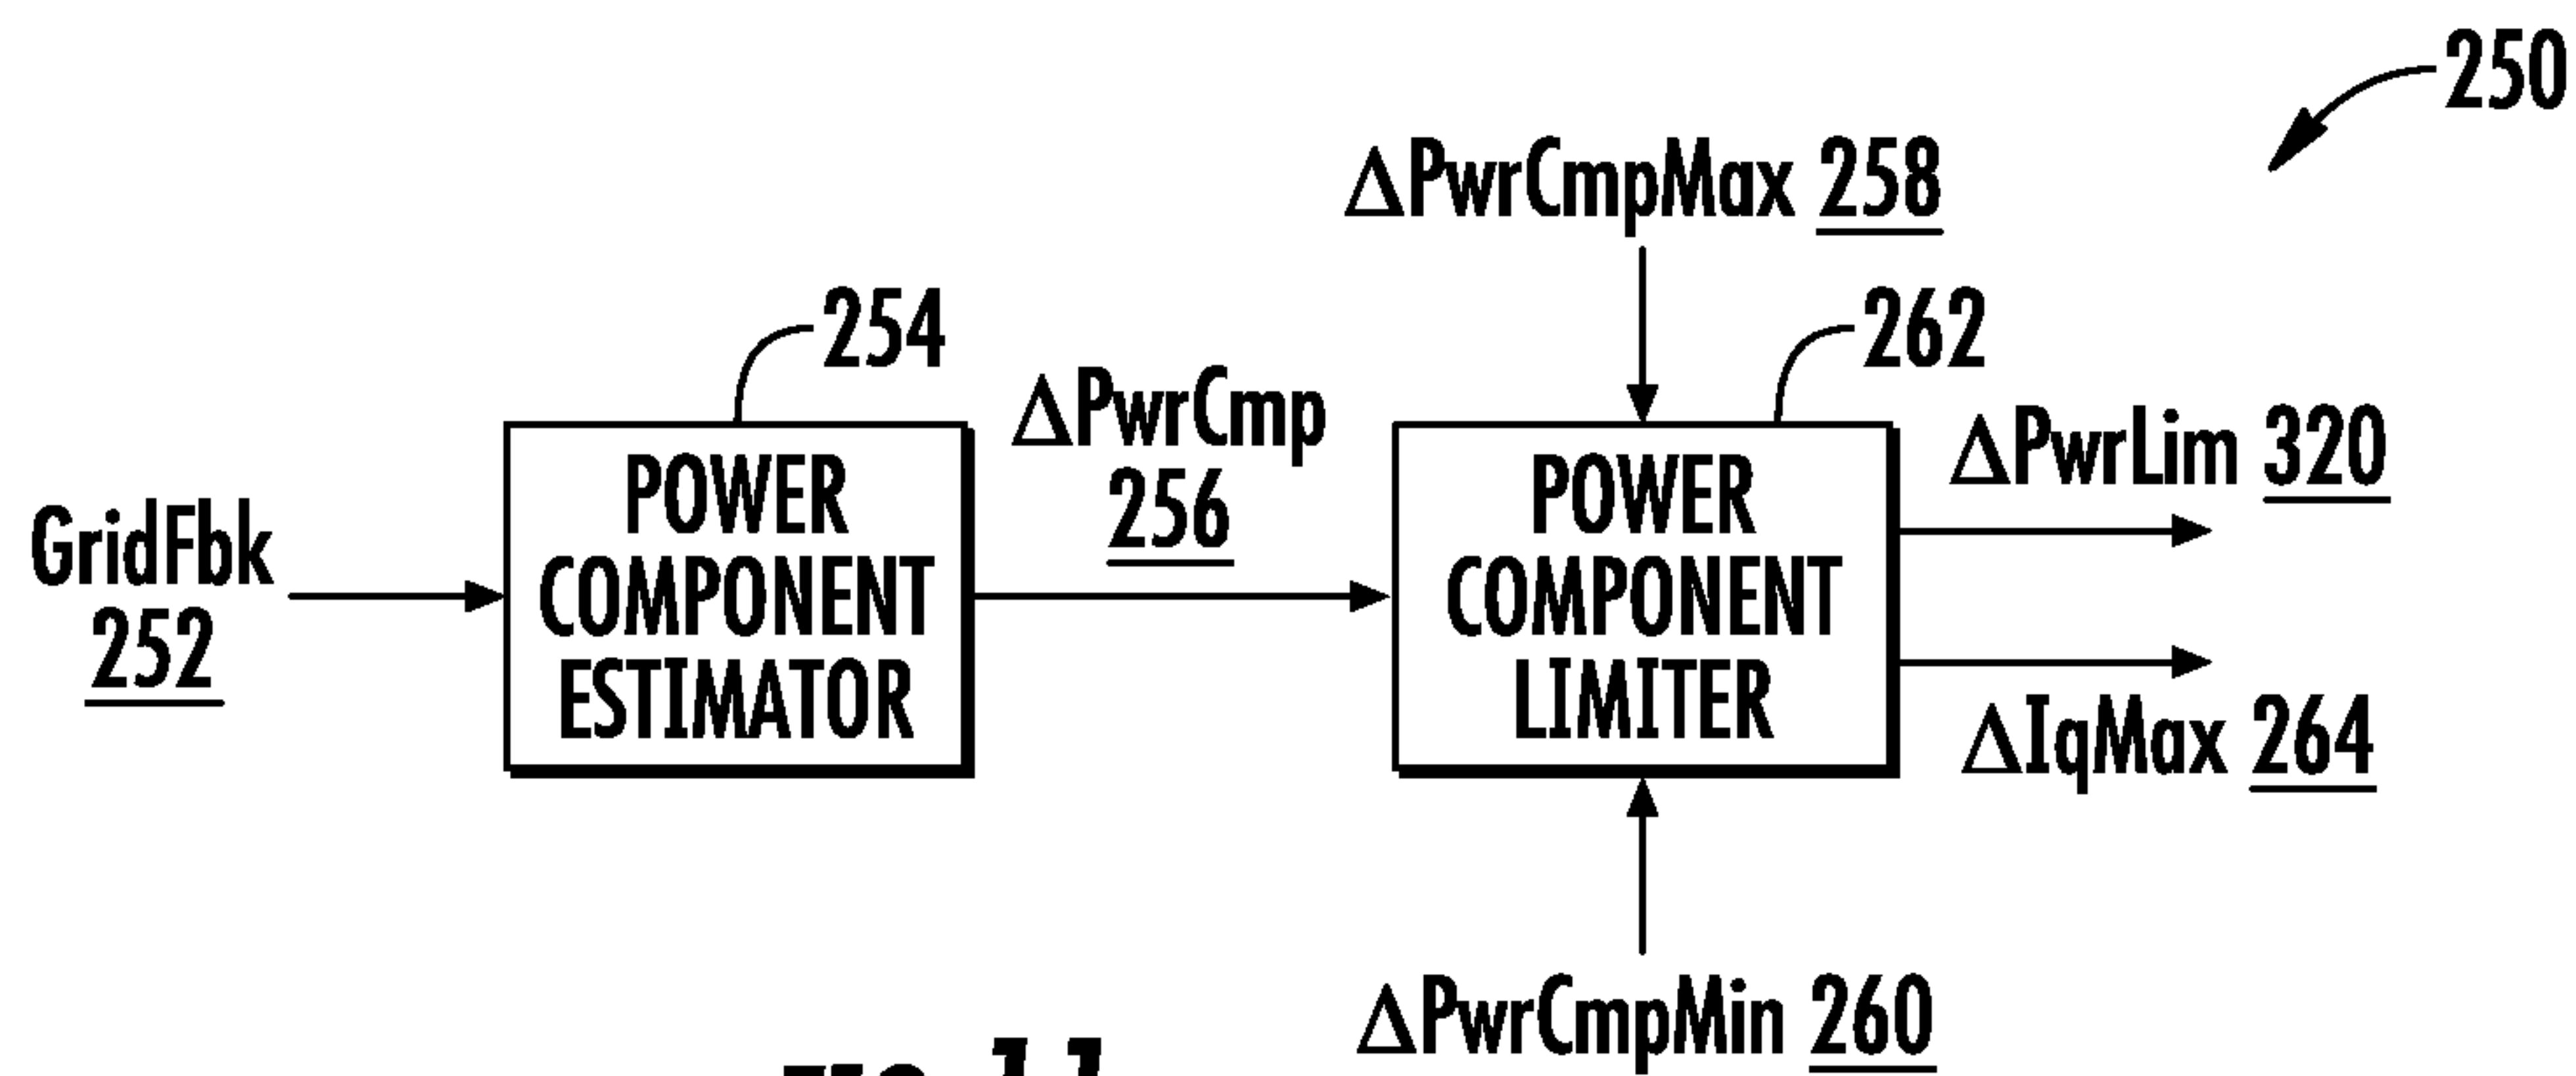 250
ΔPwrCmpMax 258
254
262
ΔPwrCmp
256
ΔPwrLim 320
GridFbk
252
POWER
COMPONENT
ESTIMATOR
POWER
COMPONENT
LIMITER
ΔIqMax 264
ΔPwrCmpMin 260